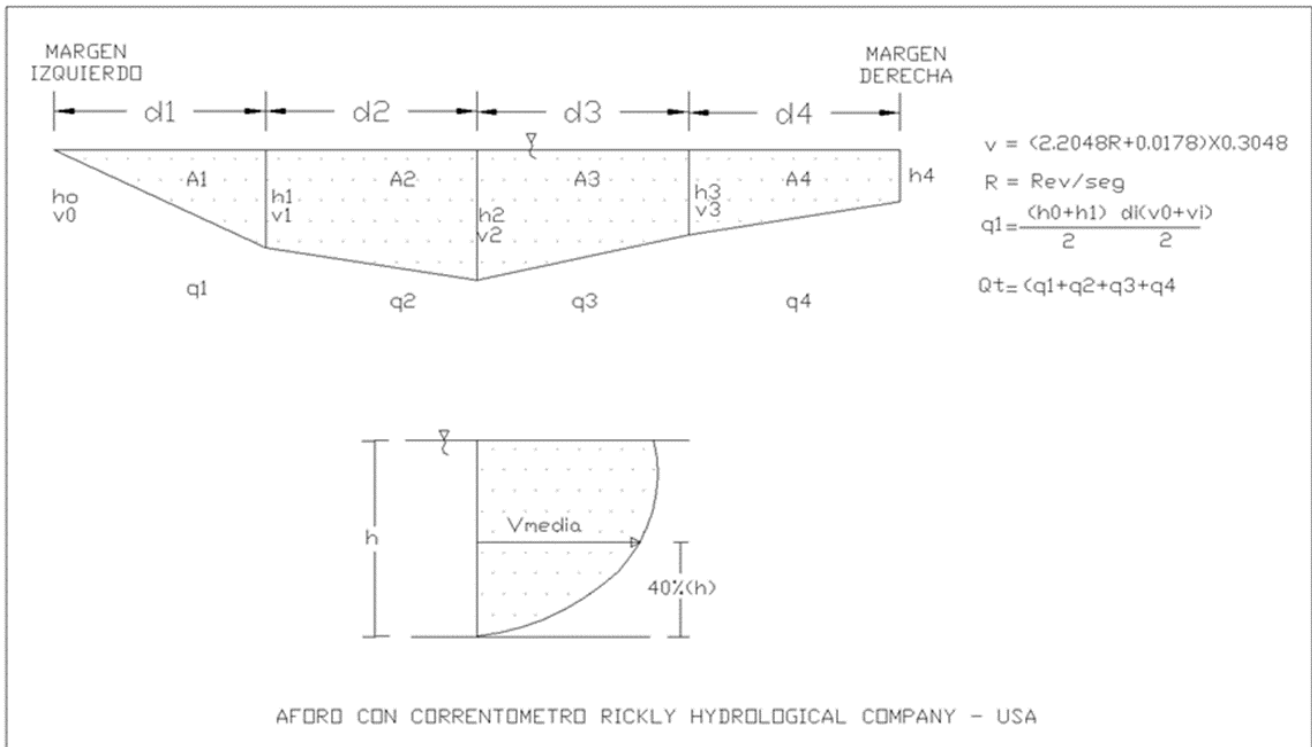 MARGEN
IZQUIERDO
MARGEN
DERECHA
d1
d2
d3
d4
A1
A2
A3
A4
ho
v0
h1
v1
h2
v2
h3
v3
h4
q1
q2
q3
q4
v = (2.2048R+0.0178)X0.3048
R = Rev/seg
q1=(h0+h1) di(v0+vi)
2 2
Qt=(q1+q2+q3+q4
h
Vmedia
40%(h)
AFORO CON CORRENTOMETRO RICKLY HYDROLOGICAL COMPANY - USA